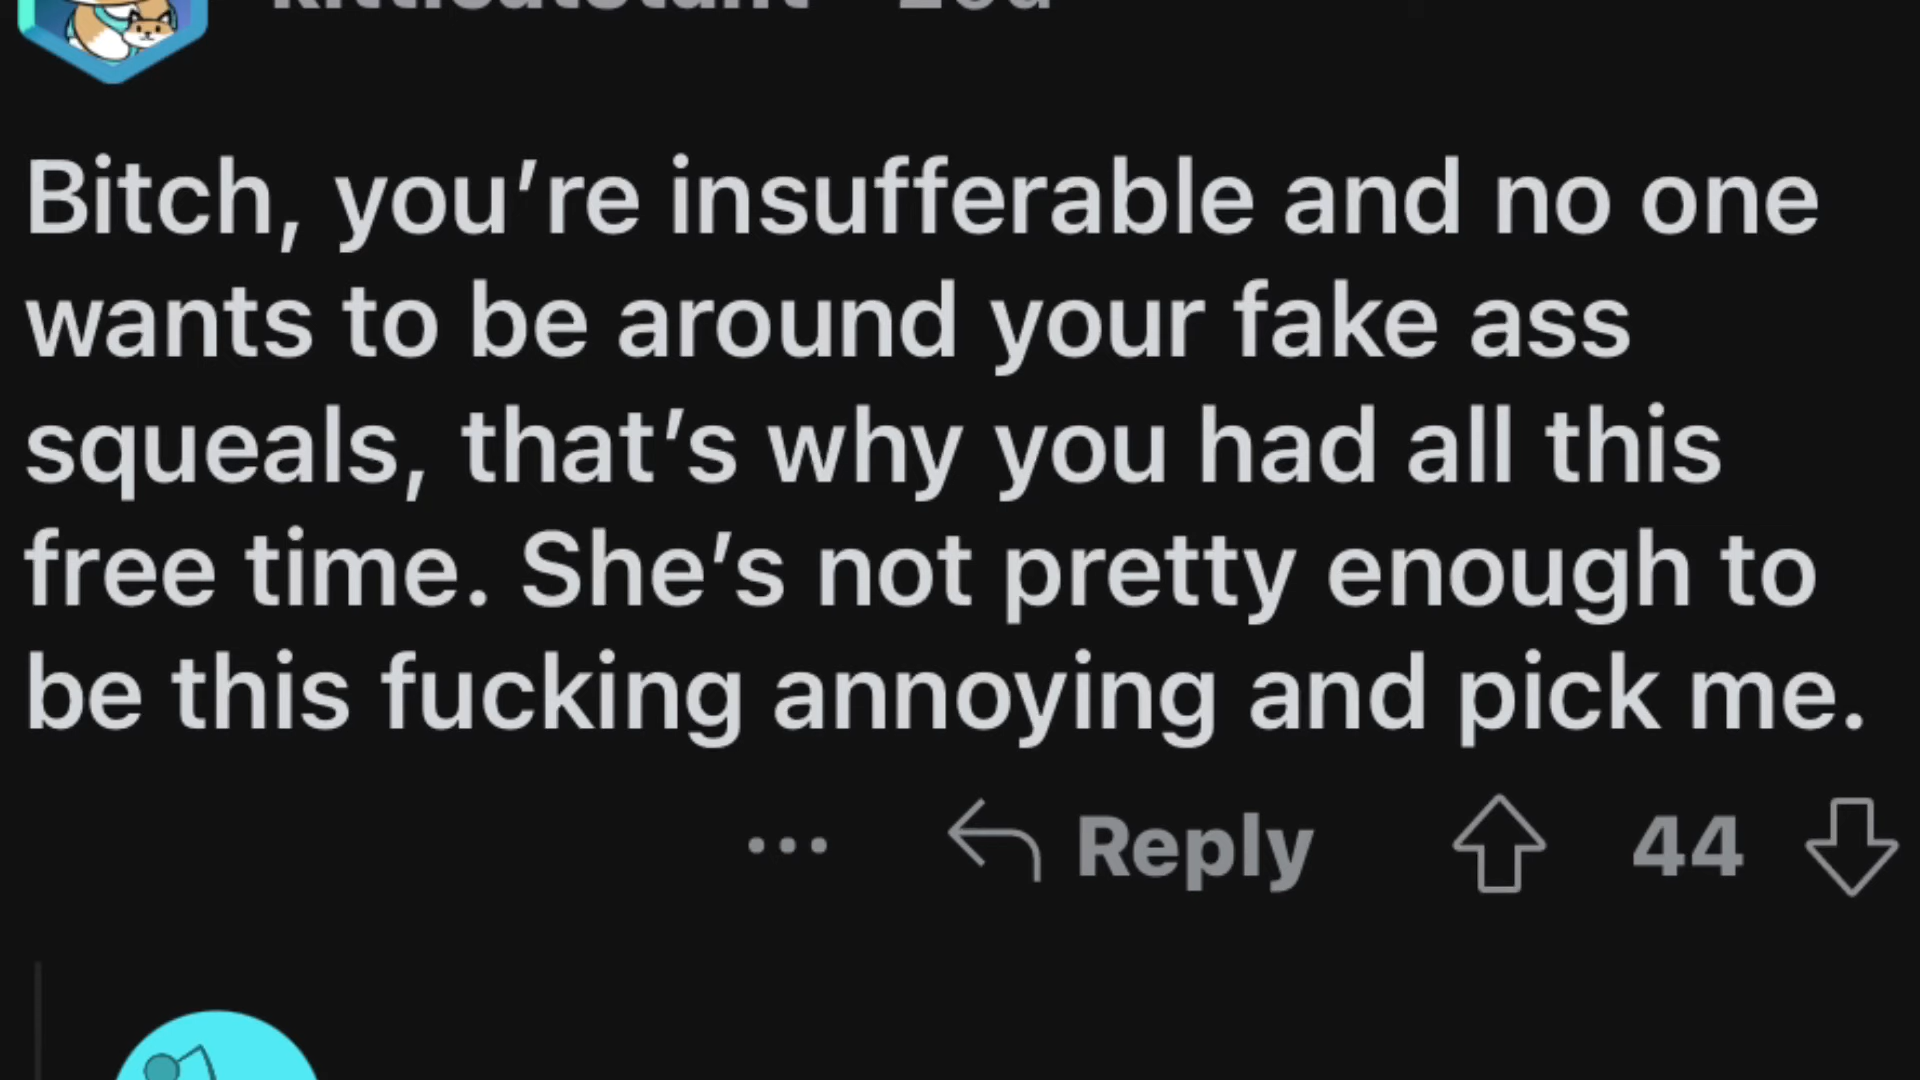 Bitch, you’re insufferable and no one
wants to be around your fake ass
squeals, that’s why you had all this
free time. She’s not pretty enough to
be this fucking annoying and pick me.
... Reply 44